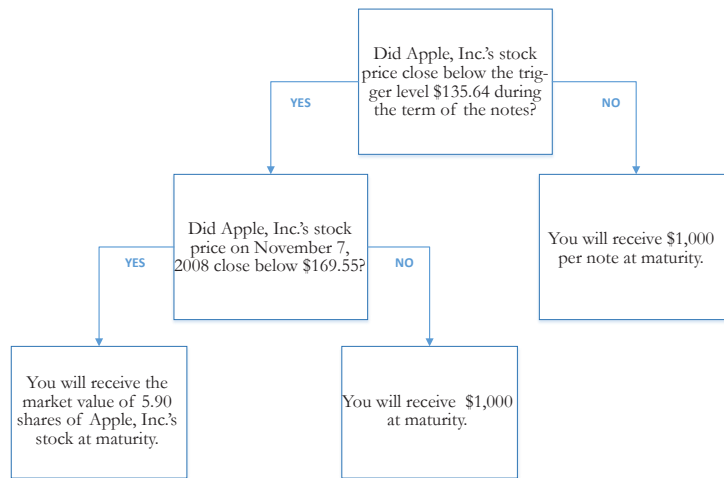 Did Apple, Inc.'s stock
price close below the trig-
ger level $135.64 during
the term of the notes?
YES
NO
Did Apple, Inc.'s stock
price on November 7,
2008 close below $169.55?
You will receive $1,000
per note at maturity.
YES
NO
You will receive the
market value of 5.90
shares of Apple, Inc.'s
stock at maturity.
You will receive $1,000
at maturity.